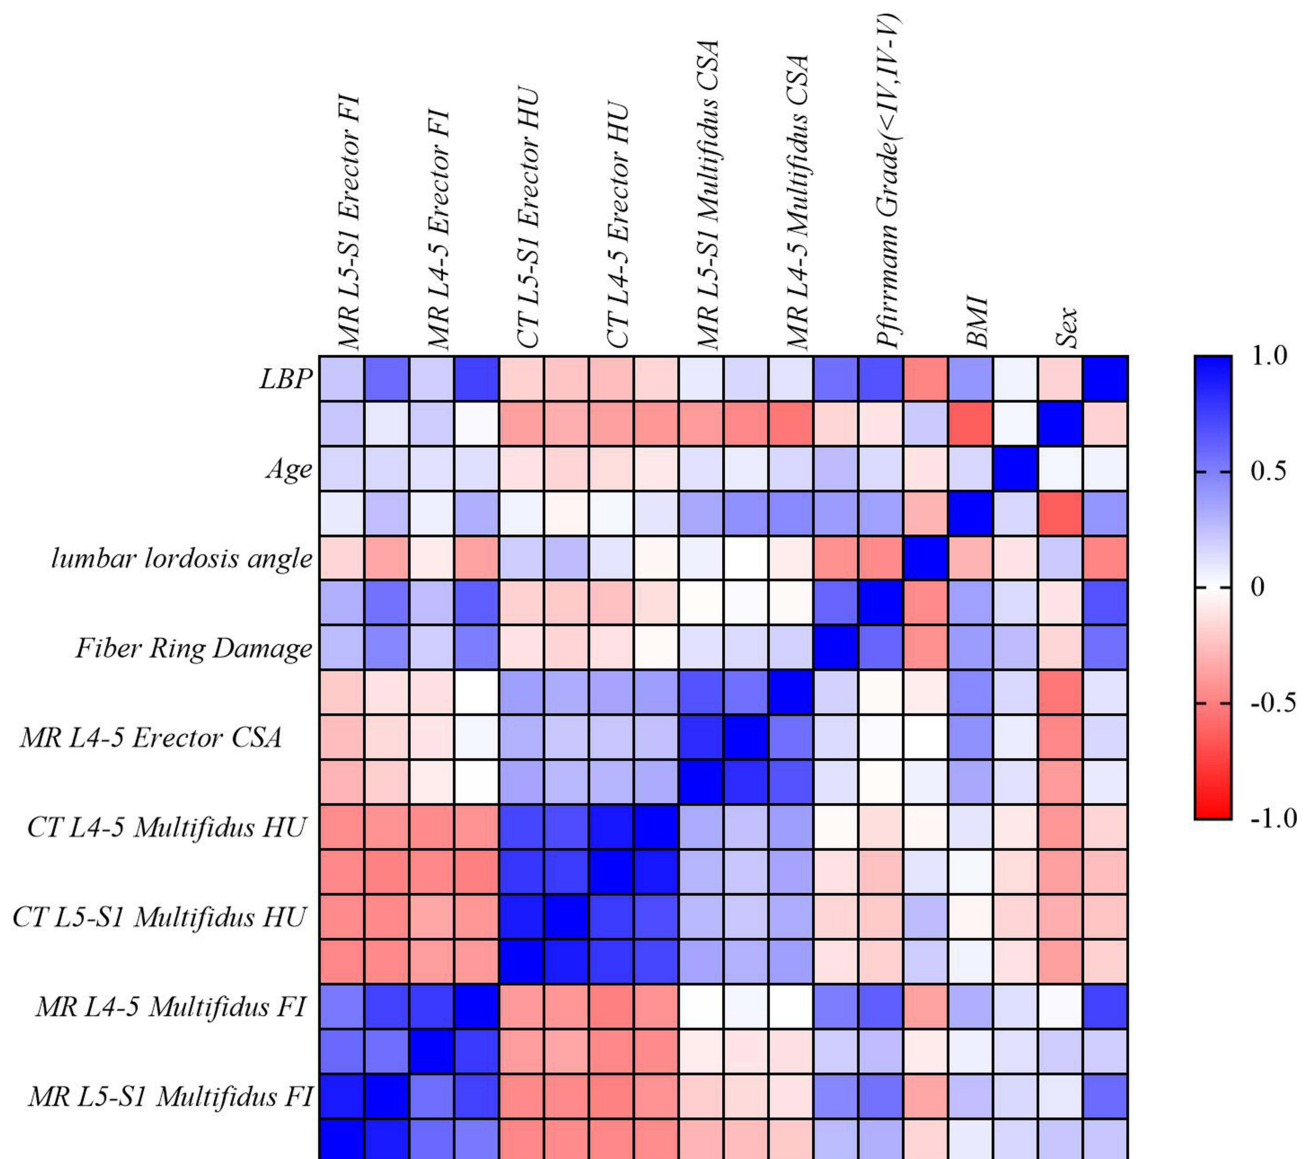 MR L5-S1 Erector FI
MR L4-5 Erector FI
CT L5-S1 Erector HU
CT L4-5 Erector HU
MR L5-S1 Multifidus CSA
MR L4-5 Multifidus CSA
Pfirrmann Grade(<IV,IV-V)
BMI
Sex
LBP
Age
lumbar lordosis angle
Fiber Ring Damage
MR L4-5 Erector CSA
CT L4-5 Multifidus HU
CT L5-S1 Multifidus HU
MR L4-5 Multifidus FI
MR L5-S1 Multifidus FI
1.0
0.5
0
-0.5
-1.0